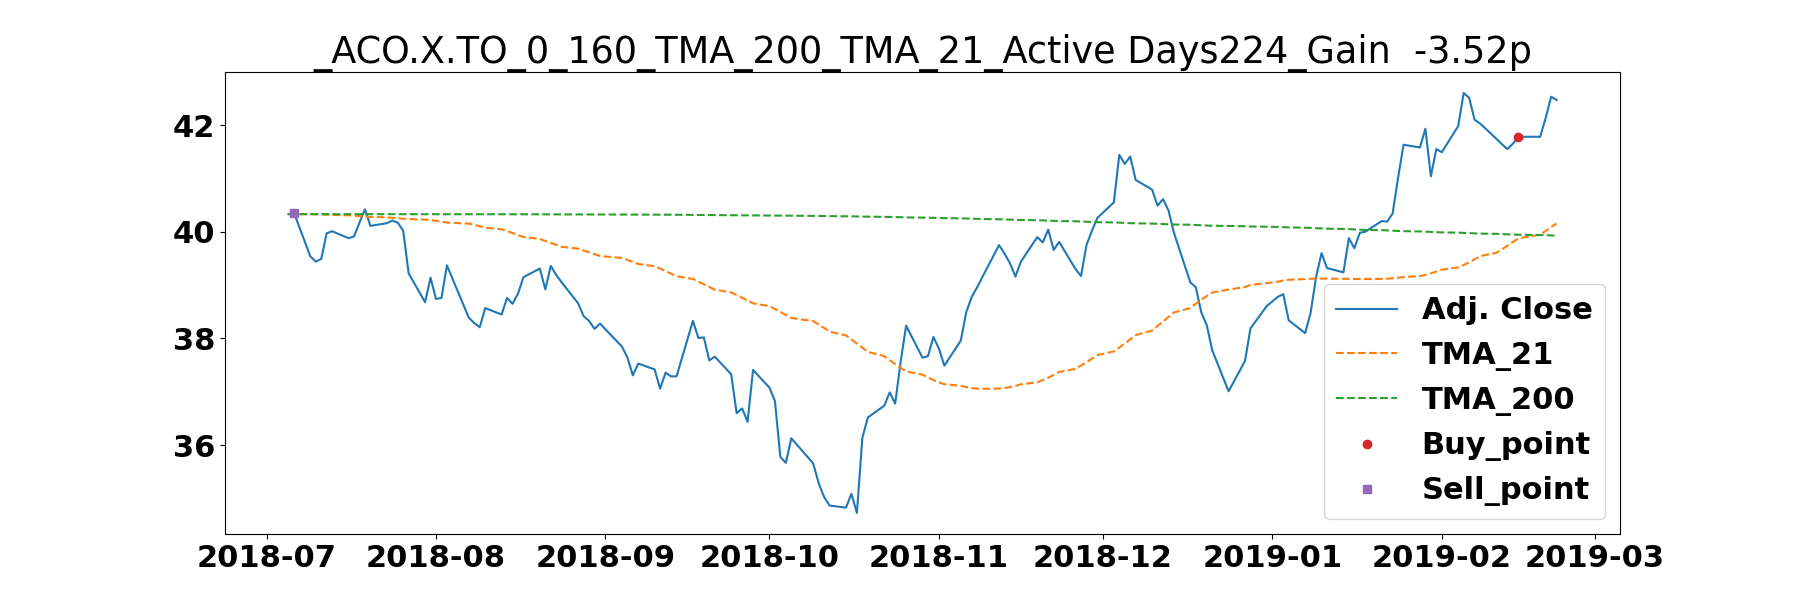 _ACO.X.TO_0_160_TMA_200_TMA_21_Active Days224_Gain  -3.52p
42
40
38
36
Adj. Close
TMA_21
TMA_200
Buy_point
Sell_point
2018-07 2018-08 2018-09 2018-10 2018-11 2018-12 2019-01 2019-02 2019-03